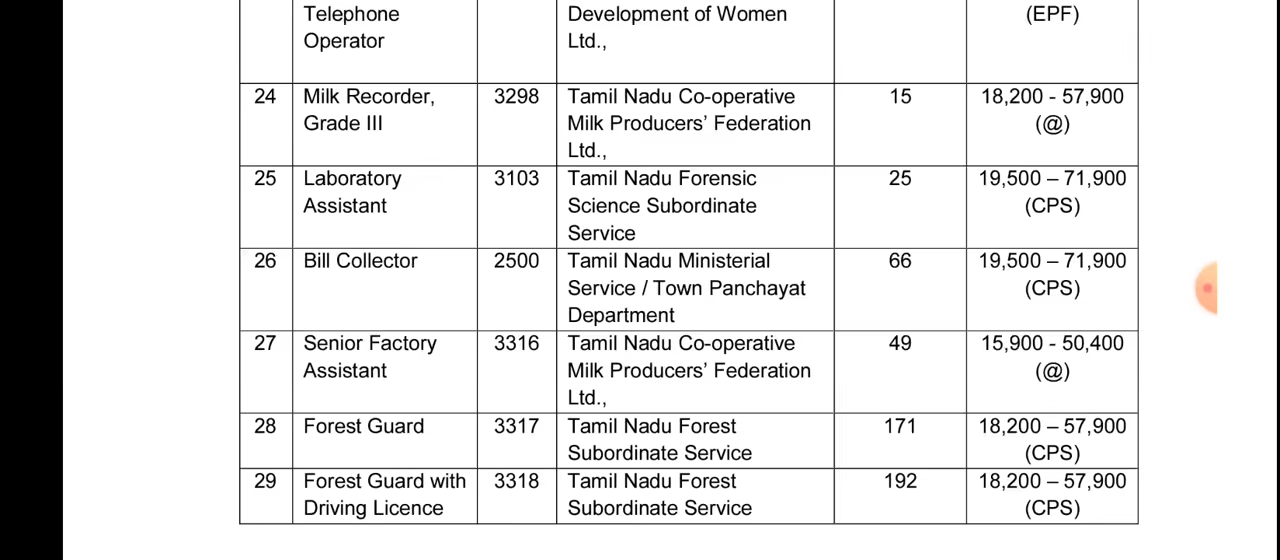 Telephone Development of Women (EPF)
Operator Ltd.,
24 Milk Recorder, 3298 Tamil Nadu Co-operative 15 18,200 - 57,900
Grade III Milk Producers’ Federation (@)
Ltd.,
25 Laboratory 3103 Tamil Nadu Forensic 25 19,500 – 71,900
Assistant Science Subordinate (CPS)
Service
26 Bill Collector 2500 Tamil Nadu Ministerial 66 19,500 – 71,900
Service / Town Panchayat (CPS)
Department
27 Senior Factory 3316 Tamil Nadu Co-operative 49 15,900 - 50,400
Assistant Milk Producers’ Federation (@)
Ltd.,
28 Forest Guard 3317 Tamil Nadu Forest 171 18,200 – 57,900
Subordinate Service (CPS)
29 Forest Guard with 3318 Tamil Nadu Forest 192 18,200 – 57,900
Driving Licence Subordinate Service (CPS)